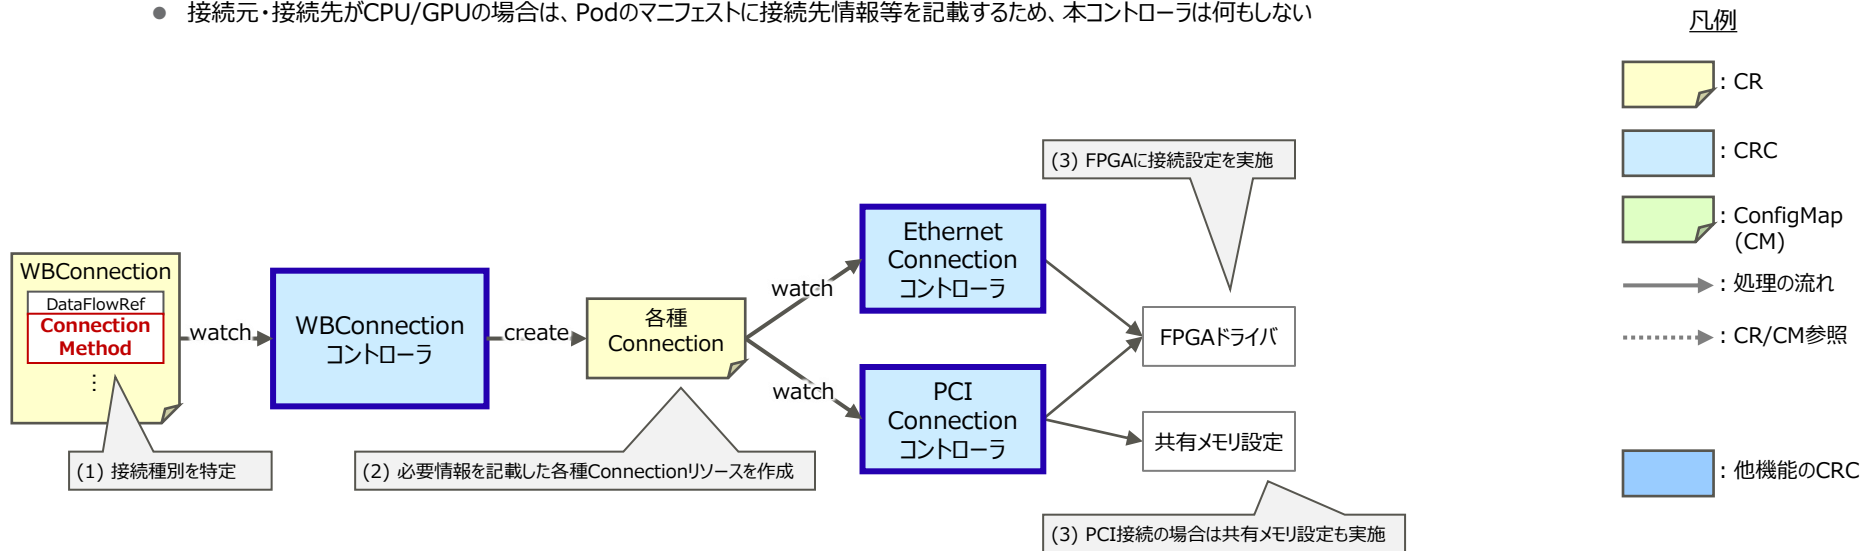 ● 接続元・接続先がCPU/GPUの場合は、Podのマニフェストに接続先情報等を記載するため、本コントローラは何もしない
凡例
: CR
: CRC
: ConfigMap
(CM)
: 処理の流れ
: CR/CM参照
: 他機能のCRC
WBConnection
DataFlowRef
Connection
Method
⋮
(1) 接続種別を特定
watch
WBConnection
コントローラ
create
各種
Connection
(2) 必要情報を記載した各種Connectionリソースを作成
watch
watch
Ethernet
Connection
コントローラ
PCI
Connection
コントローラ
(3) FPGAに接続設定を実施
FPGAドライバ
共有メモリ設定
(3) PCI接続の場合は共有メモリ設定も実施